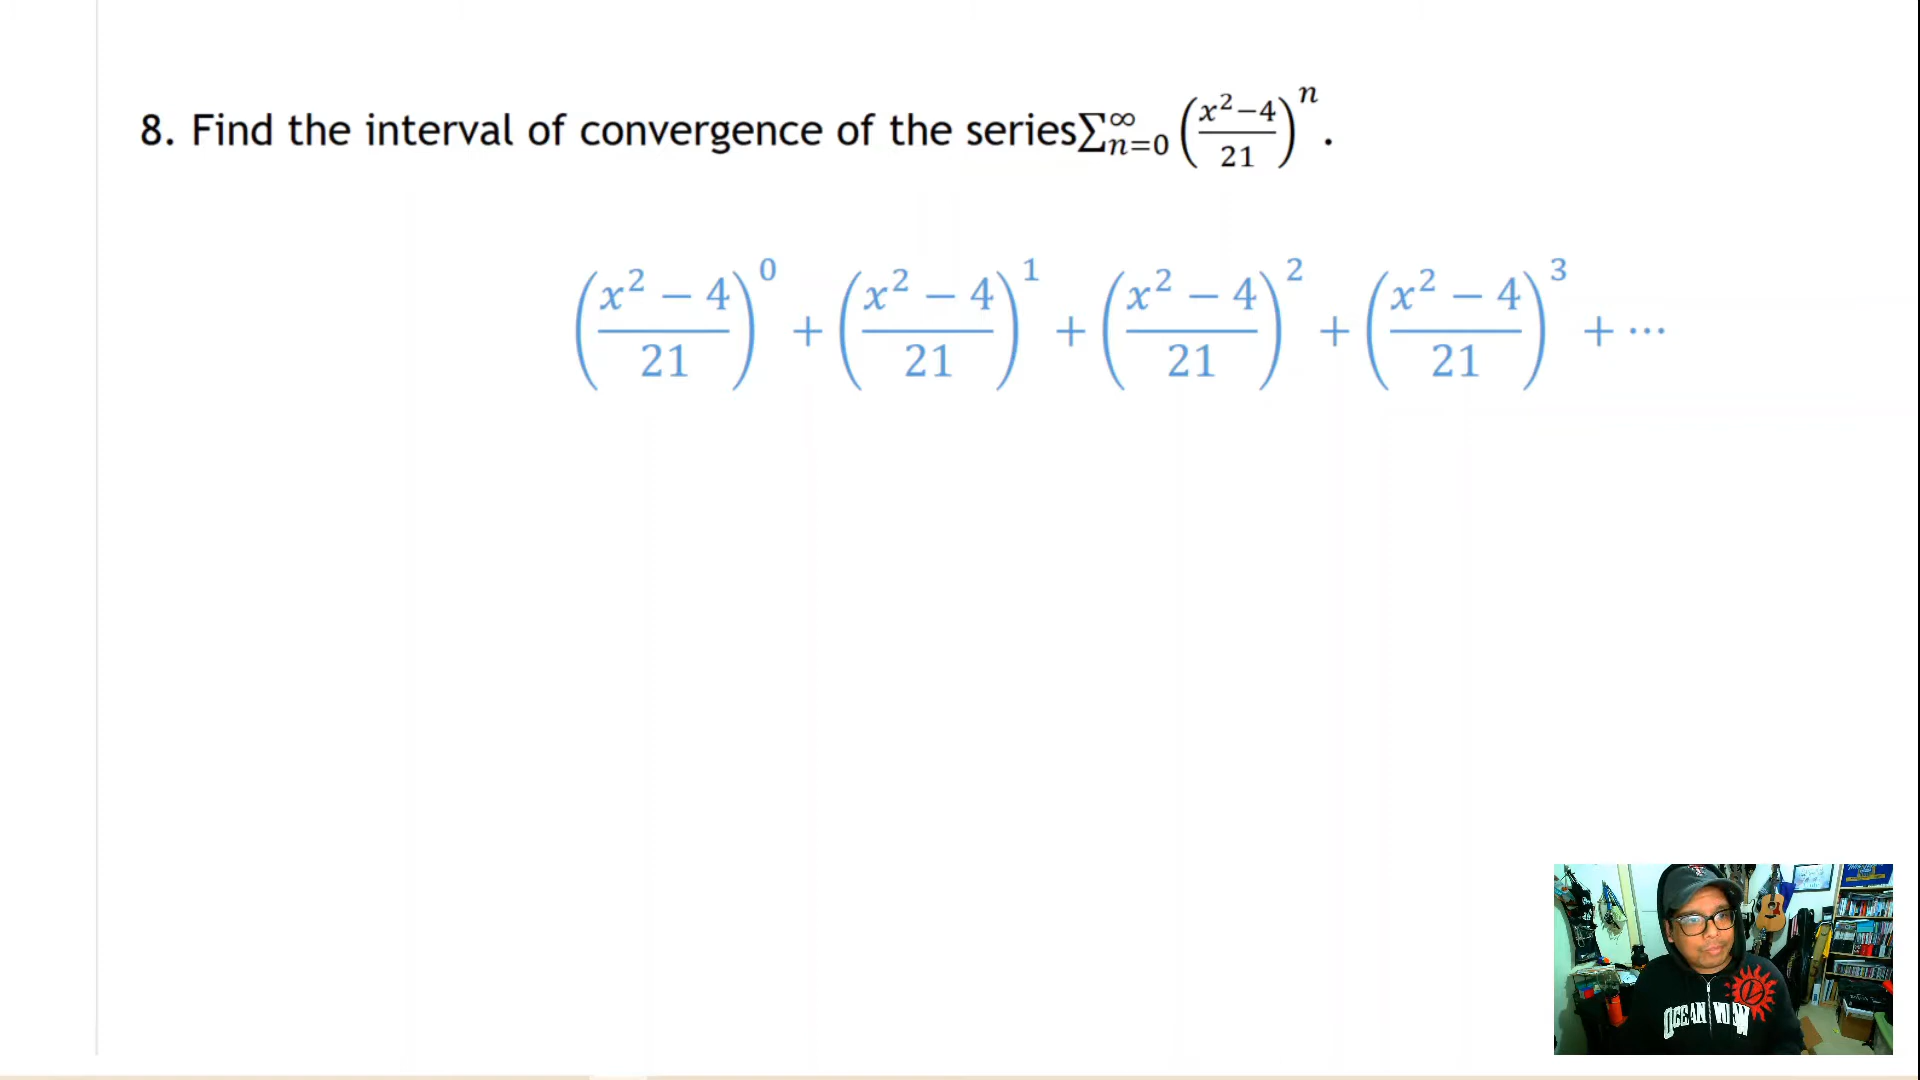 8. Find the interval of convergence of the series∑_{n=0}^{∞} ((x²−4)/21)^n.
((x² − 4)/21)^0 + ((x² − 4)/21)^1 + ((x² − 4)/21)^2 + ((x² − 4)/21)^3 + ⋯
OCEAN